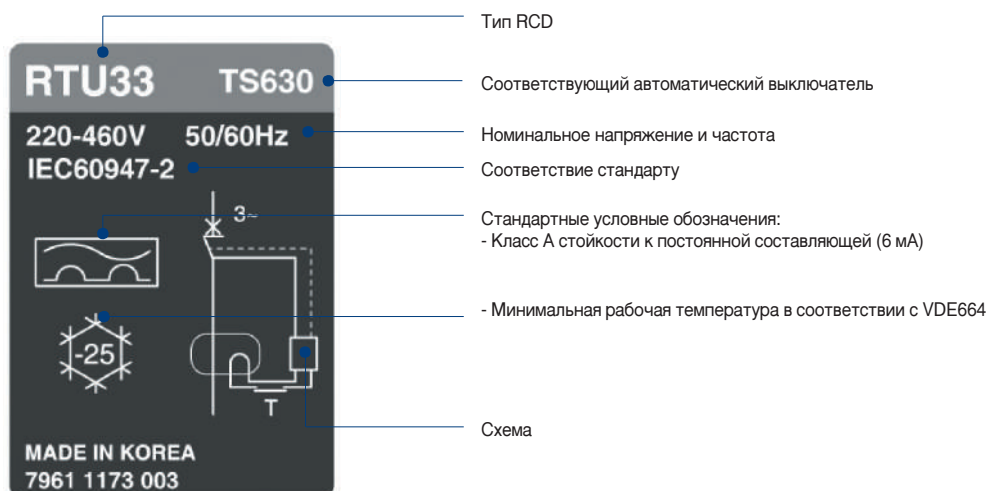 Тип RCD
RTU33 TS630
Соответствующий автоматический выключатель
220-460V 50/60Hz
Номинальное напряжение и частота
IEC60947-2
Соответствие стандарту
3~
Стандартные условные обозначения:
- Класс А стойкости к постоянной составляющей (6 мА)
- Минимальная рабочая температура в соответствии с VDE664
-25
T
Схема
MADE IN KOREA
7961 1173 003